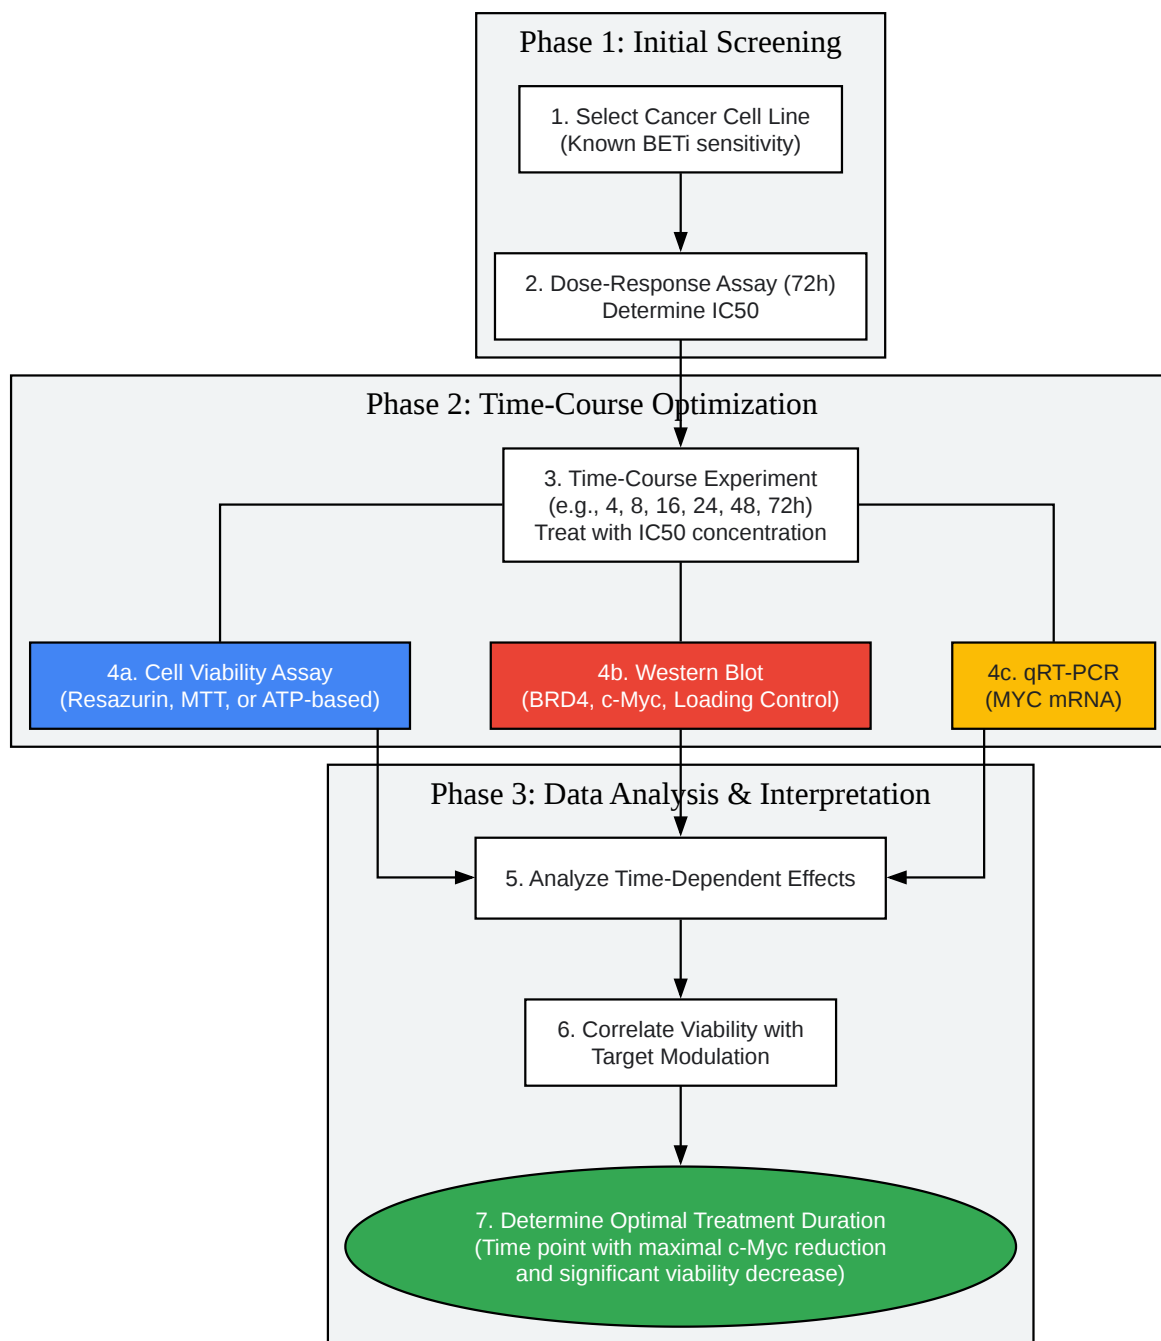 Phase 1: Initial Screening
1. Select Cancer Cell Line
(Known BETi sensitivity)
2. Dose-Response Assay (72h)
Determine IC50
Phase 2: Time-Course Optimization
3. Time-Course Experiment
(e.g., 4, 8, 16, 24, 48, 72h)
Treat with IC50 concentration
4a. Cell Viability Assay
(Resazurin, MTT, or ATP-based)
4b. Western Blot
(BRD4, c-Myc, Loading Control)
4c. qRT-PCR
(MYC mRNA)
Phase 3: Data Analysis & Interpretation
5. Analyze Time-Dependent Effects
6. Correlate Viability with
Target Modulation
7. Determine Optimal Treatment Duration
(Time point with maximal c-Myc reduction
and significant viability decrease)